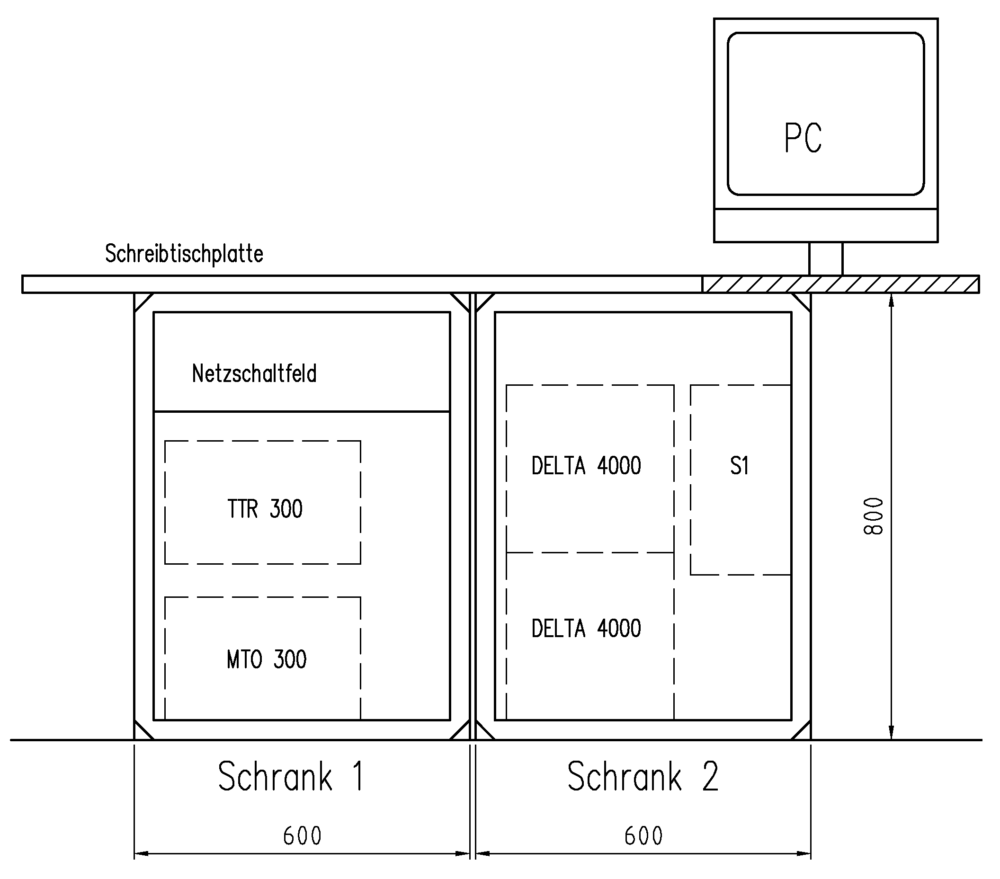 PC
Schreibtischplatte
Netzschaltfeld
TTR 300
MTO 300
DELTA 4000
S1
DELTA 4000
800
Schrank 1
Schrank 2
600
600